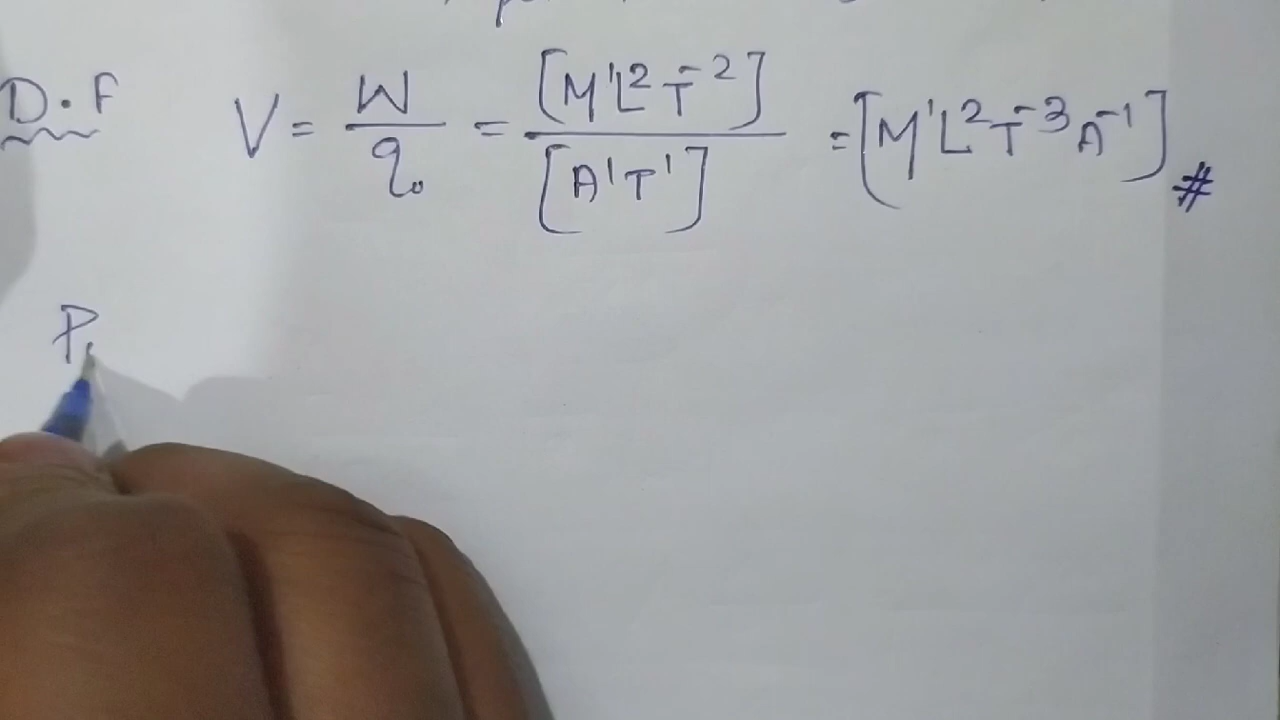 D.F V = W/q₀ = [M¹L²T⁻²]/[A¹T¹] = [M¹L²T⁻³A⁻¹] #
P